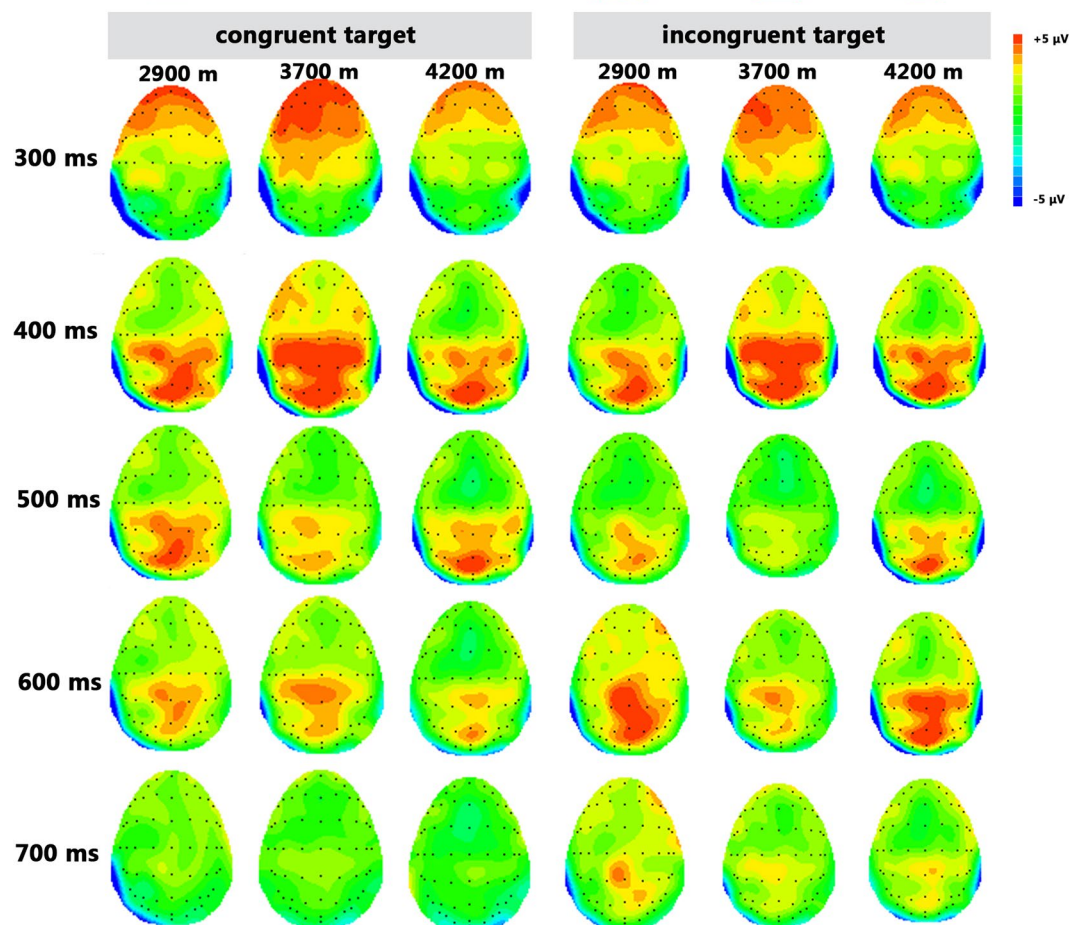 congruent target
incongruent target
2900 m 3700 m 4200 m 2900 m 3700 m 4200 m
+5 µV
-5 µV
300 ms
400 ms
500 ms
600 ms
700 ms